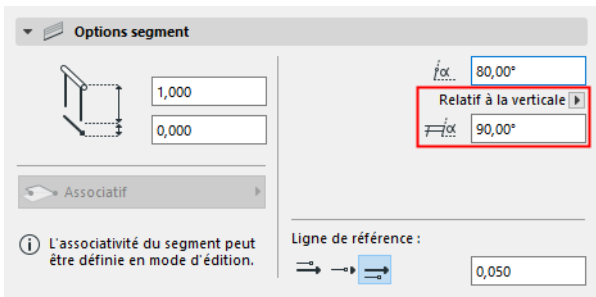 Options segment
1,000
0,000
α 80,00°
Relatif à la verticale
α 90,00°
Associatif
L'associativité du segment peut
être définie en mode d'édition.
Ligne de référence :
0,050